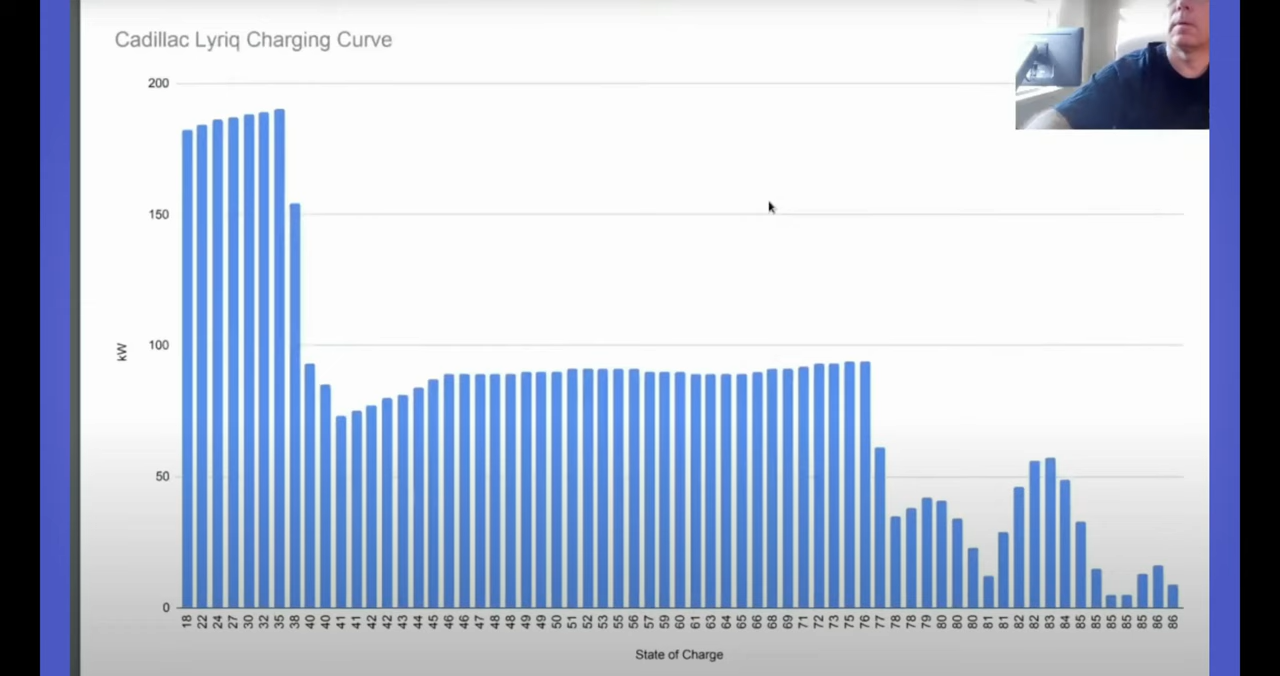 Cadillac Lyriq Charging Curve
200
150
100
50
0
kW
18 22 24 27 30 32 35 38 40 40 41 41 42 42 43 44 45 46 46 47 48 48 49 49 50 51 52 53 55 56 57 59 60 61 63 64 65 66 68 69 71 72 73 75 76 77 78 78 79 80 80 80 81 81 82 82 83 84 85 85 85 85 85 86 86
State of Charge